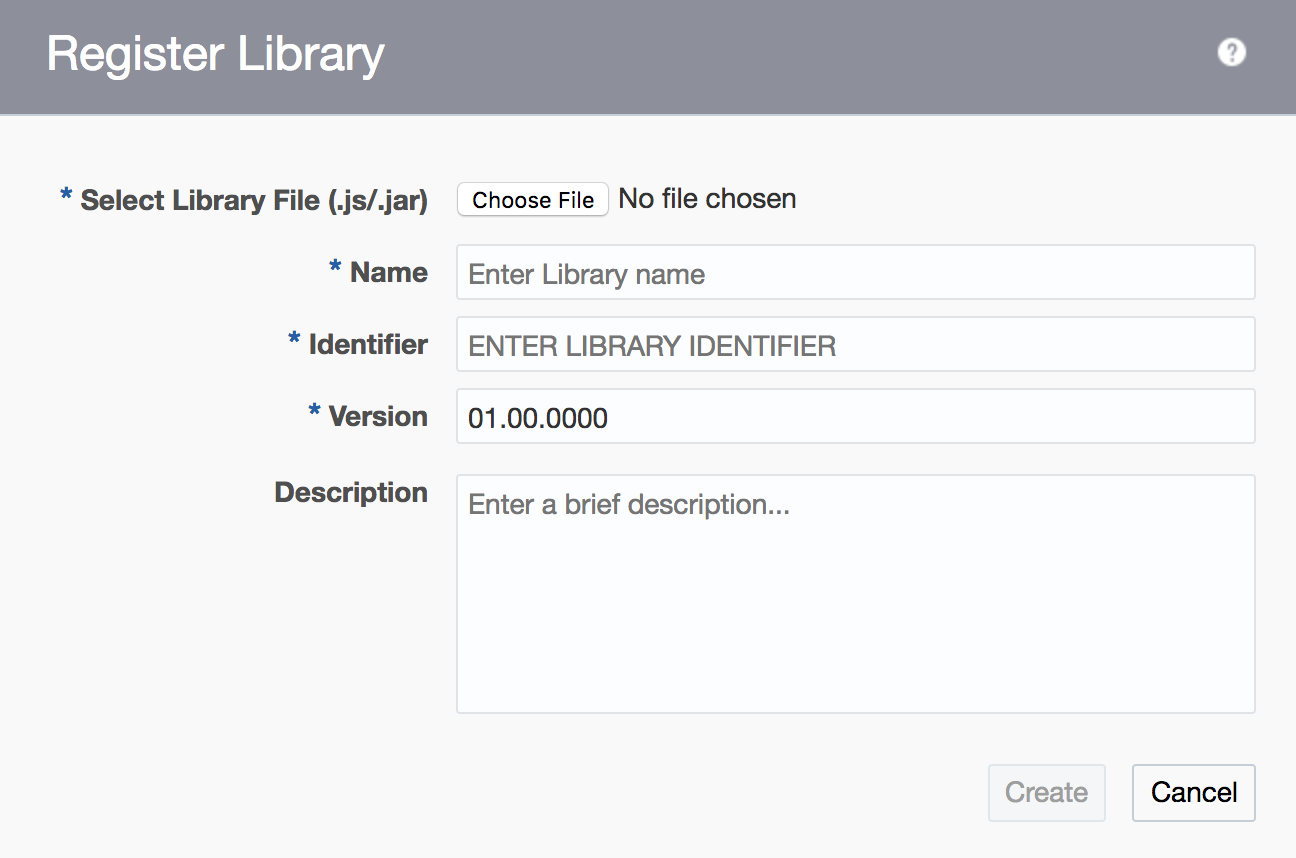 Register Library
?
* Select Library File (.js/.jar) Choose File No file chosen
* Name Enter Library name
* Identifier ENTER LIBRARY IDENTIFIER
* Version 01.00.0000
Description Enter a brief description...
Create Cancel